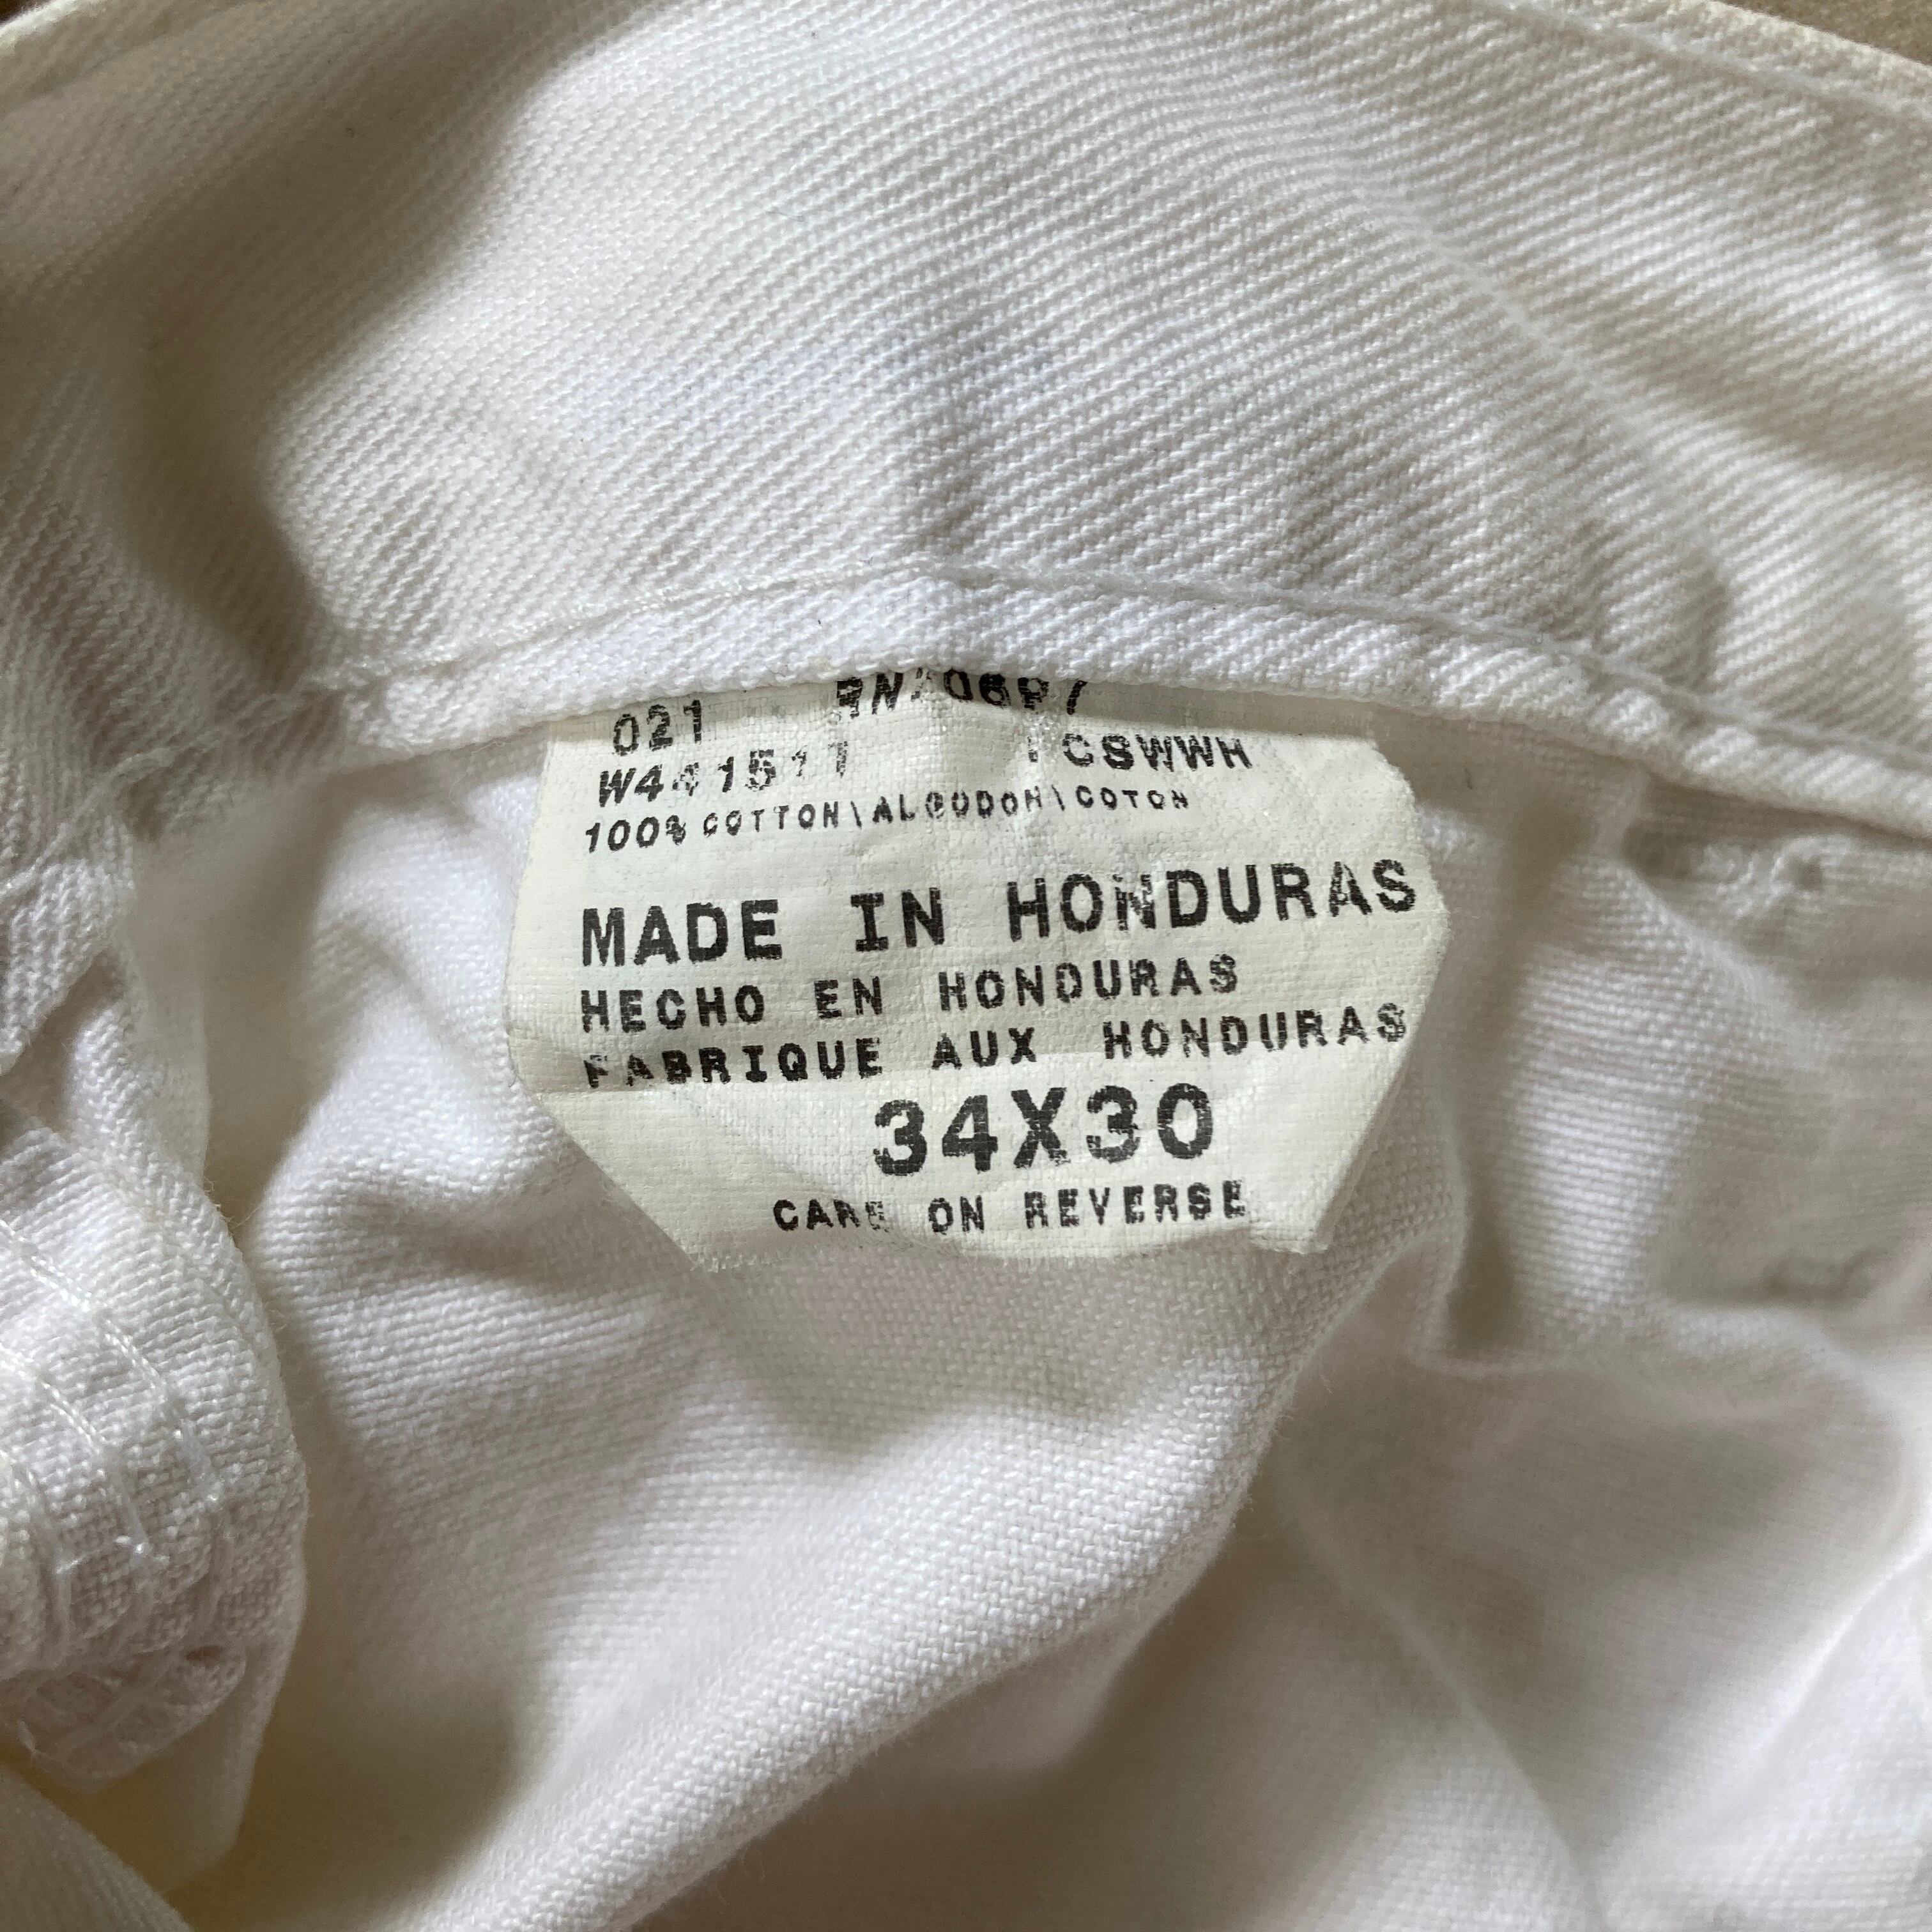 021
100% COTTON\ALGODON\COTON
MADE IN HONDURAS
HECHO EN HONDURAS
FABRIQUE AUX HONDURAS
34X30
CARE ON REVERSE